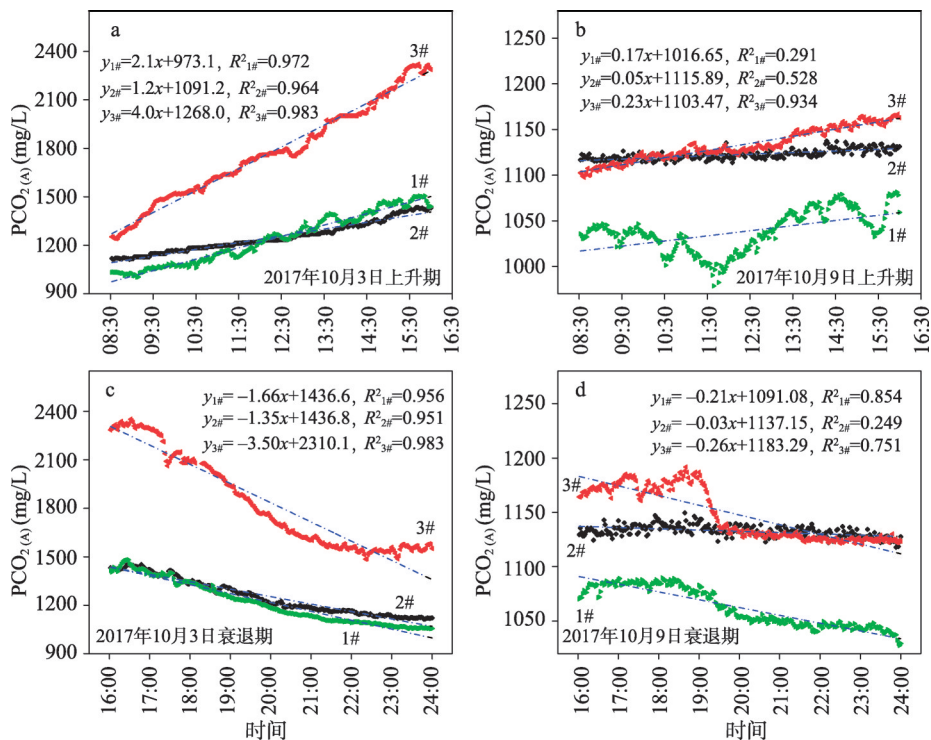 a
y1#=2.1x+973.1, R²1#=0.972
y2#=1.2x+1091.2, R²2#=0.964
y3#=4.0x+1268.0, R²3#=0.983
3#
1#
2#
2017年10月3日上升期
PCO2(A) (mg/L)
2400
2100
1800
1500
1200
900
08:30
09:30
10:30
11:30
12:30
13:30
14:30
15:30
16:30
b
y1#=0.17x+1016.65, R²1#=0.291
y2#=0.05x+1115.89, R²2#=0.528
y3#=0.23x+1103.47, R²3#=0.934
3#
2#
1#
2017年10月9日上升期
PCO2(A) (mg/L)
1250
1200
1150
1100
1050
1000
08:30
09:30
10:30
11:30
12:30
13:30
14:30
15:30
16:30
c
y1#= –1.66x+1436.6, R²1#=0.956
y2#= –1.35x+1436.8, R²2#=0.951
y3#= –3.50x+2310.1, R²3#=0.983
3#
2#
1#
2017年10月3日衰退期
PCO2(A) (mg/L)
2400
2100
1800
1500
1200
900
16:00
17:00
18:00
19:00
20:00
21:00
22:00
23:00
24:00
时间
d
y1#= –0.21x+1091.08, R²1#=0.854
y2#= –0.03x+1137.15, R²2#=0.249
y3#= –0.26x+1183.29, R²3#=0.751
3#
2#
1#
2017年10月9日衰退期
PCO2(A) (mg/L)
1250
1200
1150
1100
1050
16:00
17:00
18:00
19:00
20:00
21:00
22:00
23:00
24:00
时间